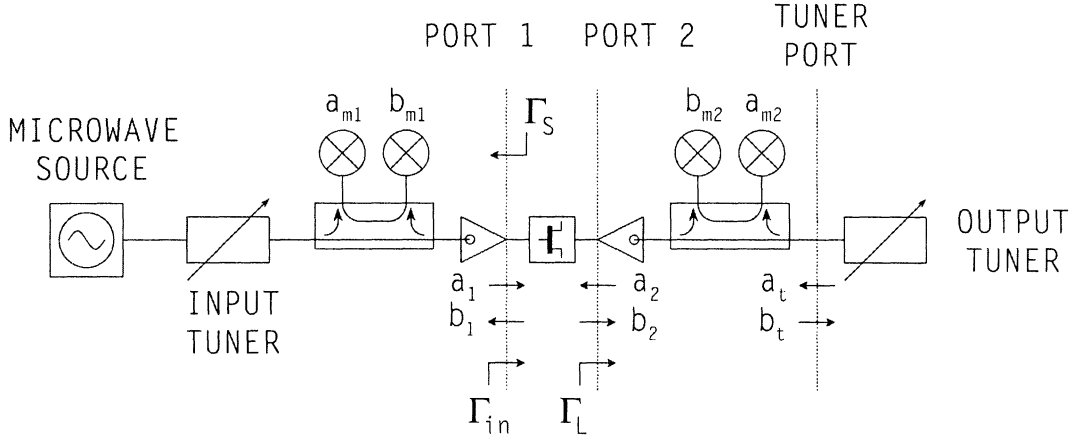 TUNER
PORT
PORT 1
PORT 2
a_m1
b_m1
b_m2
a_m2
Γ_S
MICROWAVE
SOURCE
INPUT
TUNER
OUTPUT
TUNER
a_1
b_1
a_2
b_2
a_t
b_t
Γ_in
Γ_L